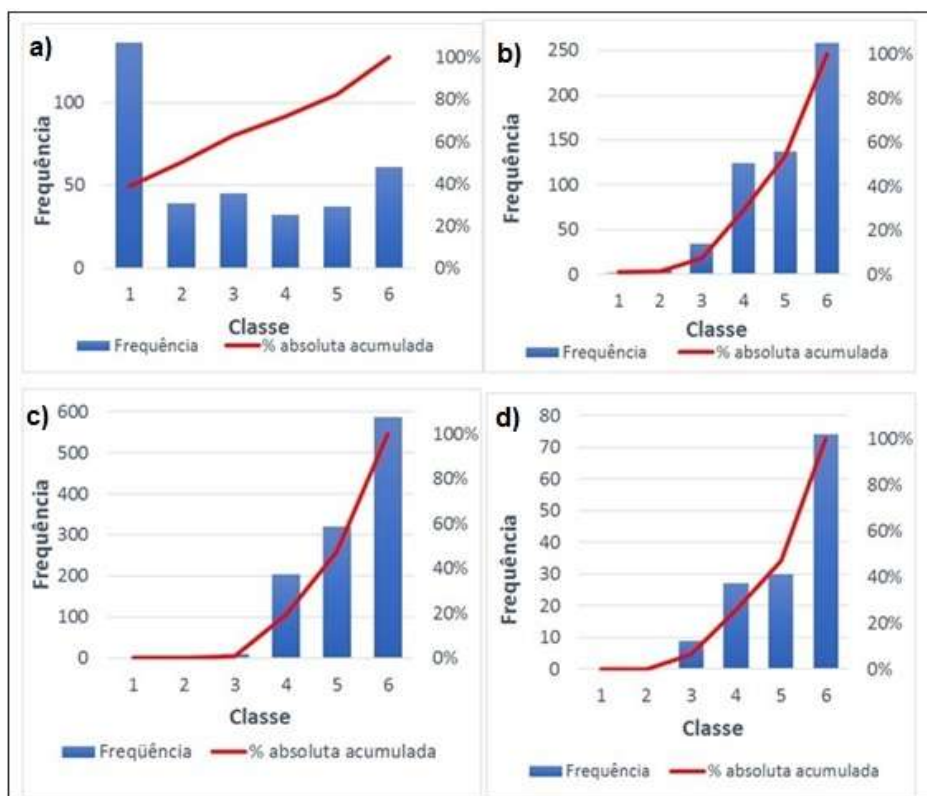 a)
Frequência
100
50
0
100%
80%
60%
40%
20%
0%
1 2 3 4 5 6
Classe
Frequência % absoluta acumulada
b)
Frequência
250
200
150
100
50
0
100%
80%
60%
40%
20%
0%
1 2 3 4 5 6
Classe
Frequência % absoluta acumulada
c)
Frequência
600
500
400
300
200
100
0
100%
80%
60%
40%
20%
0%
1 2 3 4 5 6
Classe
Freqüência % absoluta acumulada
d)
Frequência
80
70
60
50
40
30
20
10
0
100%
80%
60%
40%
20%
0%
1 2 3 4 5 6
Classe
Frequência % absoluta acumulada